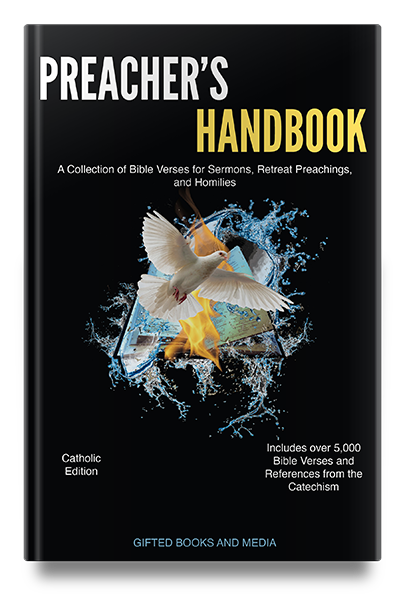 PREACHER'S
HANDBOOK
A Collection of Bible Verses for Sermons, Retreat Preachings,
and Homilies
Catholic
Edition
Includes over 5,000
Bible Verses and
References from the
Catechism
GIFTED BOOKS AND MEDIA